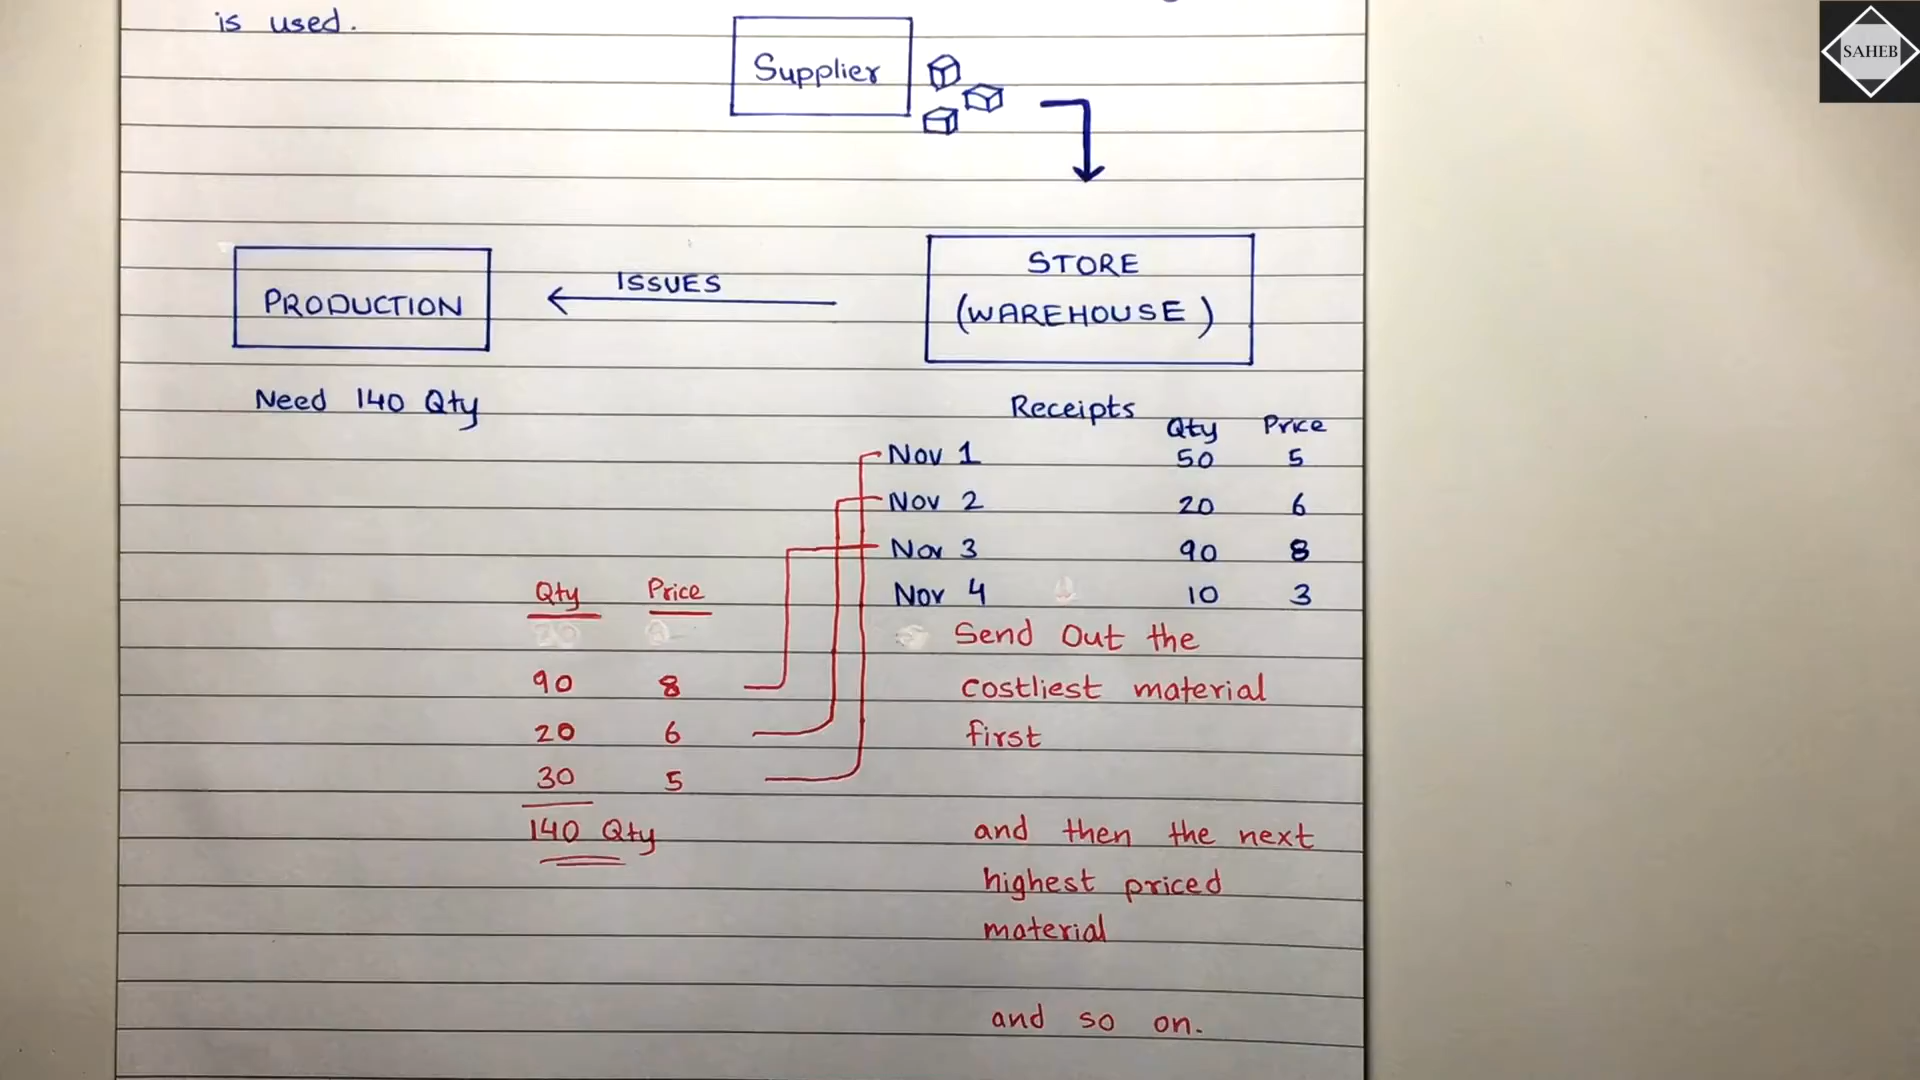 is used.
Supplier
SAHEB
STORE
(WAREHOUSE)
ISSUES
PRODUCTION
Need 140 Qty
Receipts
Qty Price
Nov 1 50 5
Nov 2 20 6
Nov 3 90 8
Nov 4 10 3
Qty Price
90 8
20 6
30 5
140 Qty
Send Out the
costliest material
first
and then the next
highest priced
material
and so on.